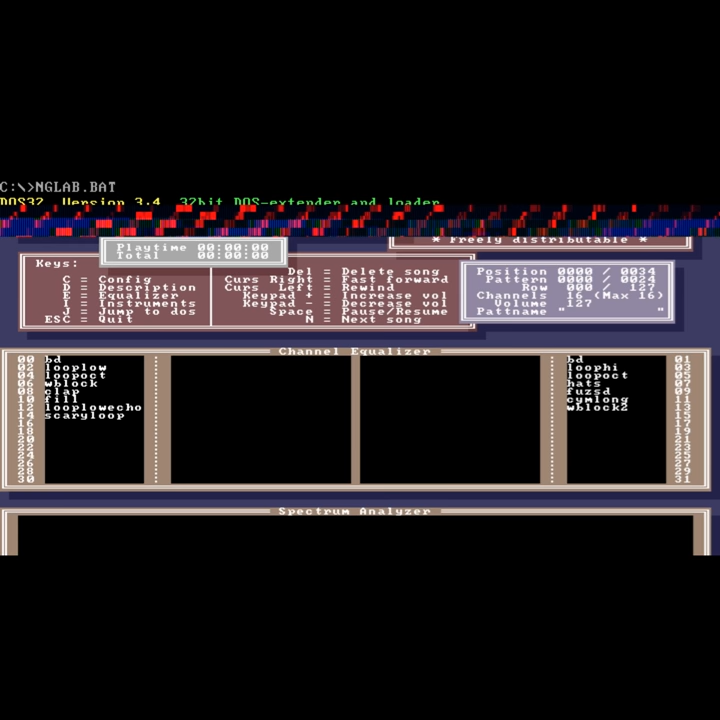 C:\>NGLAB.BAT
DOS32 Version 3.4 32bit DOS-extender and loader
* Freely distributable *
Playtime 00:00:00
Total 00:00:00
Keys:
C = Config
D = Description
E = Equalizer
I = Instruments
J = Jump to dos
ESC = Quit
Del = Delete song
Curs Right = Fast forward
Curs Left = Rewind
Keypad + = Increase vol
Keypad - = Decrease vol
Space = Pause/Resume
N = Next song
Position 0000 / 0034
Pattern 0000 / 0024
Row 000 / 127
Channels 16 (Max 16)
Volume 127
Pattname " "
Channel Equalizer
00 bd : : bd 01
02 looplow : : loophi 03
04 loopoct : : loopoct 05
06 wblock : : hats 07
08 clap : : fuzsd 09
10 fill : : cymlong 11
12 looplowecho : : wblock2 13
14 scaryloop : : 15
16 : : 17
18 : : 19
20 : : 21
22 : : 23
24 : : 25
26 : : 27
28 : : 29
30 : : 31
Spectrum Analyzer